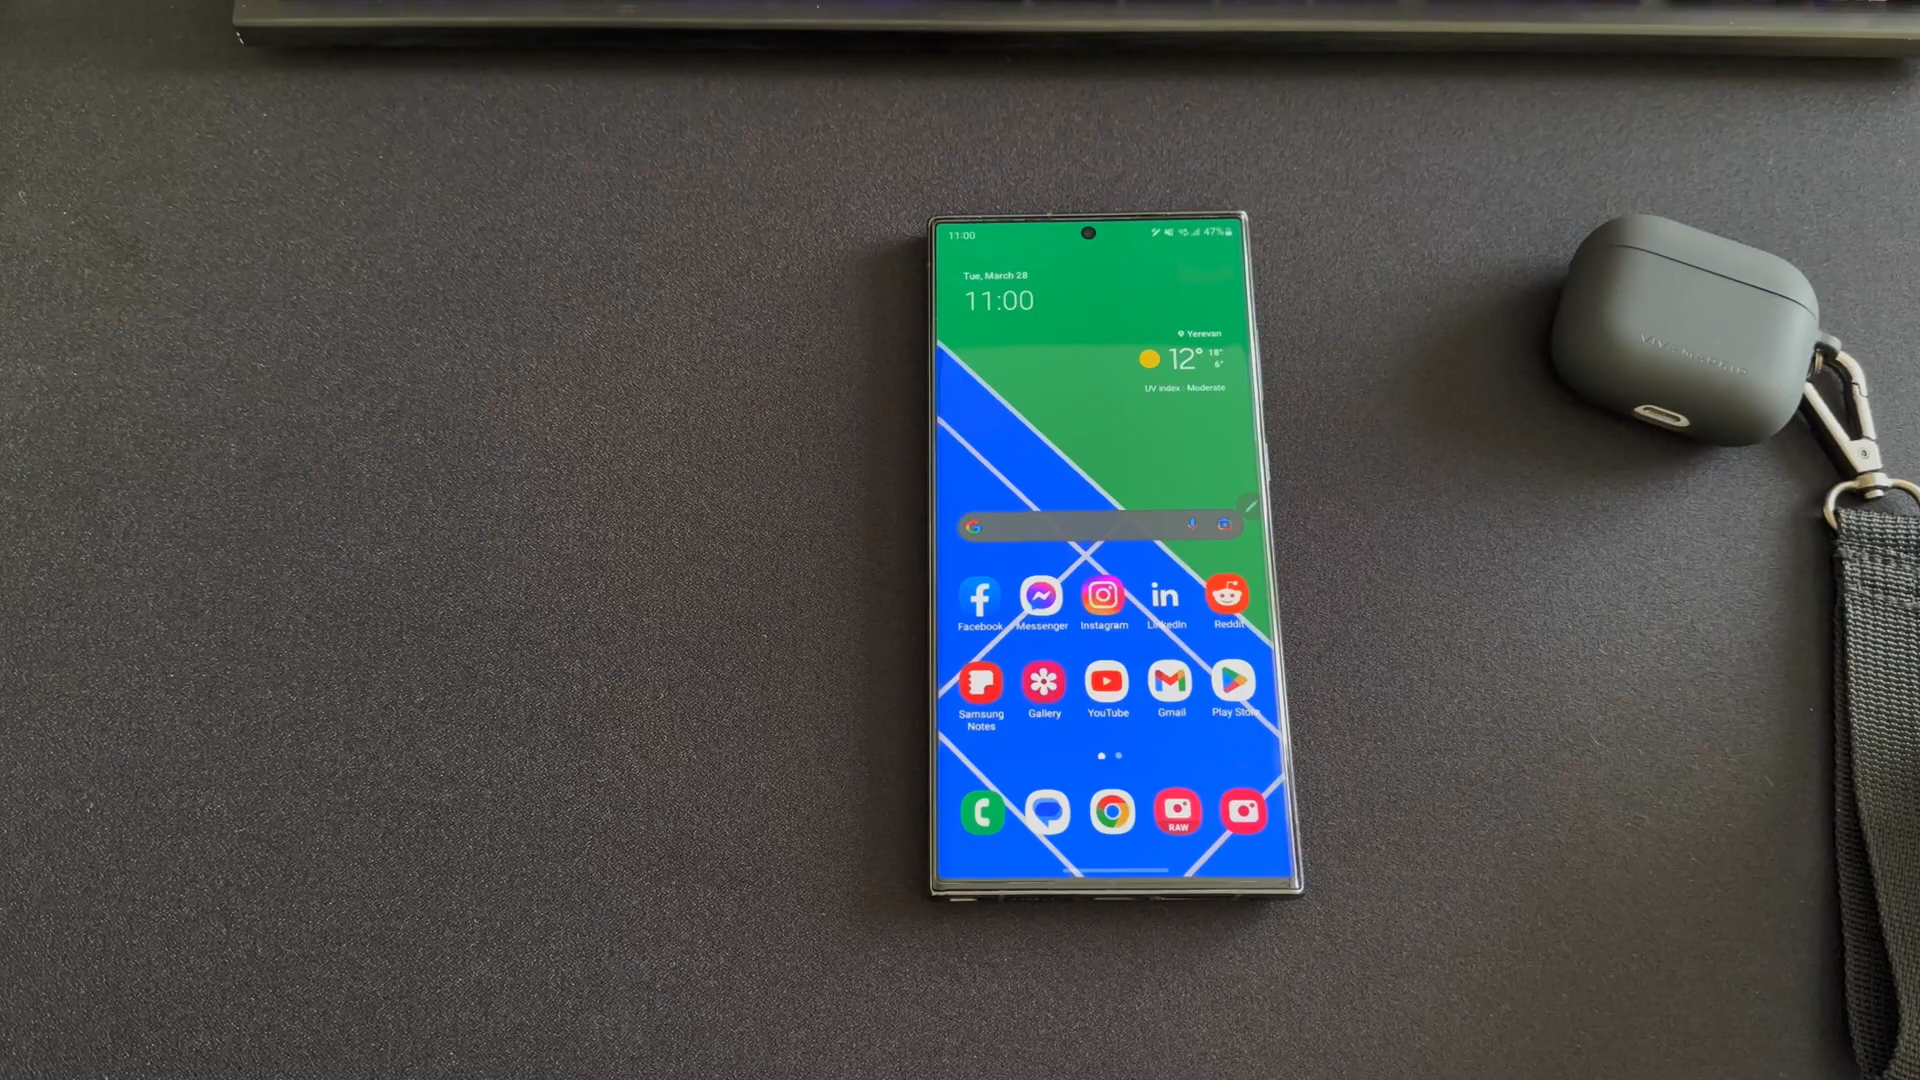 11:00
47%
Tue, March 28
11:00
Yerevan
12° 18°
6°
UV index : Moderate
Facebook Messenger Instagram LinkedIn Reddit
Samsung Notes Gallery YouTube Gmail Play Store
RAW